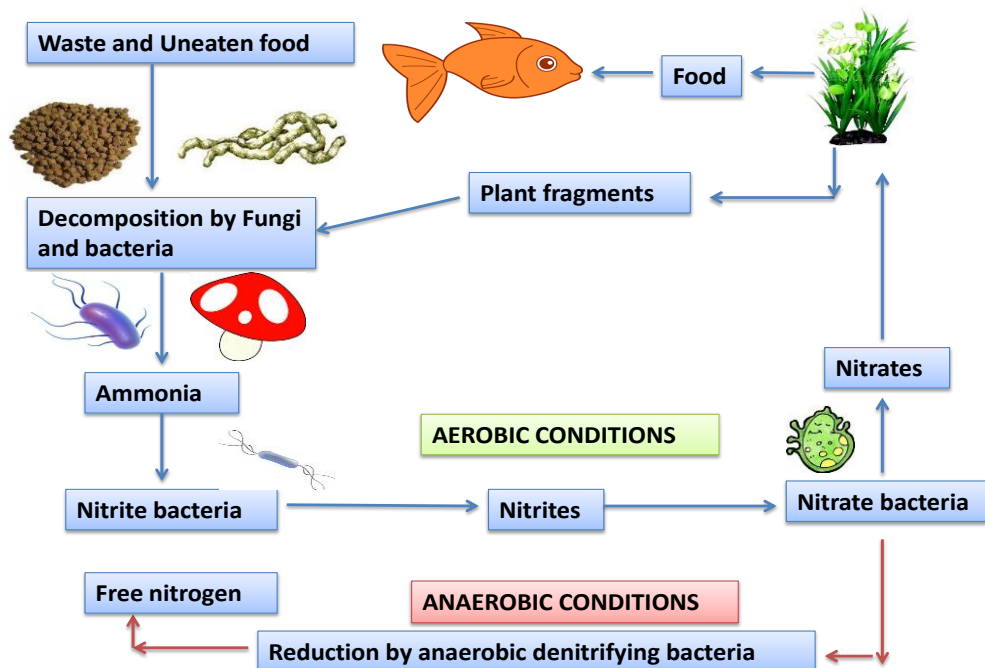 Waste and Uneaten food
Food
Plant fragments
Decomposition by Fungi
and bacteria
Ammonia
Nitrates
AEROBIC CONDITIONS
Nitrite bacteria
Nitrites
Nitrate bacteria
Free nitrogen
ANAEROBIC CONDITIONS
Reduction by anaerobic denitrifying bacteria